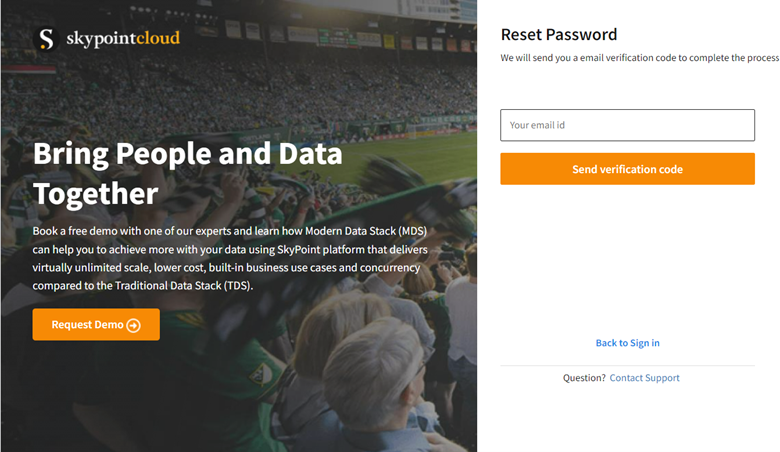 skypointcloud
Bring People and Data
Together
Book a free demo with one of our experts and learn how Modern Data Stack (MDS)
can help you to achieve more with your data using SkyPoint platform that delivers
virtually unlimited scale, lower cost, built-in business use cases and concurrency
compared to the Traditional Data Stack (TDS).
Request Demo
Reset Password
We will send you a email verification code to complete the process
Your email id
Send verification code
Back to Sign in
Question? Contact Support